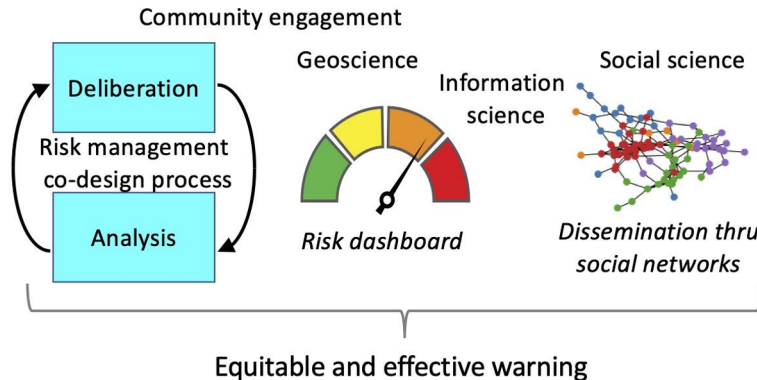 Community engagement
Deliberation
Risk management
co-design process
Analysis
Geoscience
Risk dashboard
Information
science
Social science
Dissemination thru
social networks
Equitable and effective warning